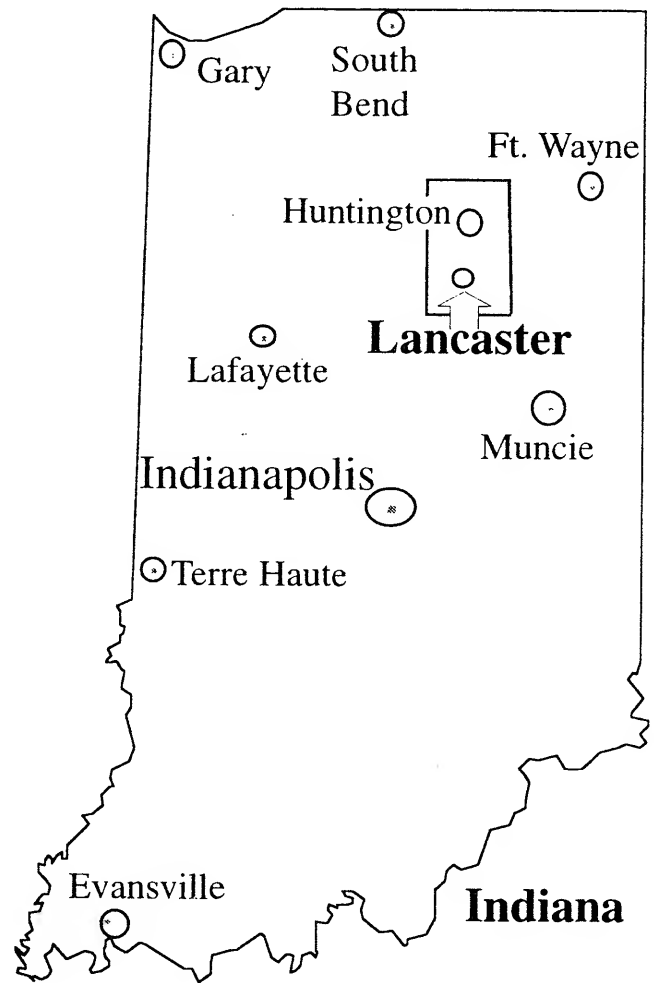 Gary
South
Bend
Ft. Wayne
Huntington
Lancaster
Lafayette
Muncie
Indianapolis
Terre Haute
Evansville
Indiana